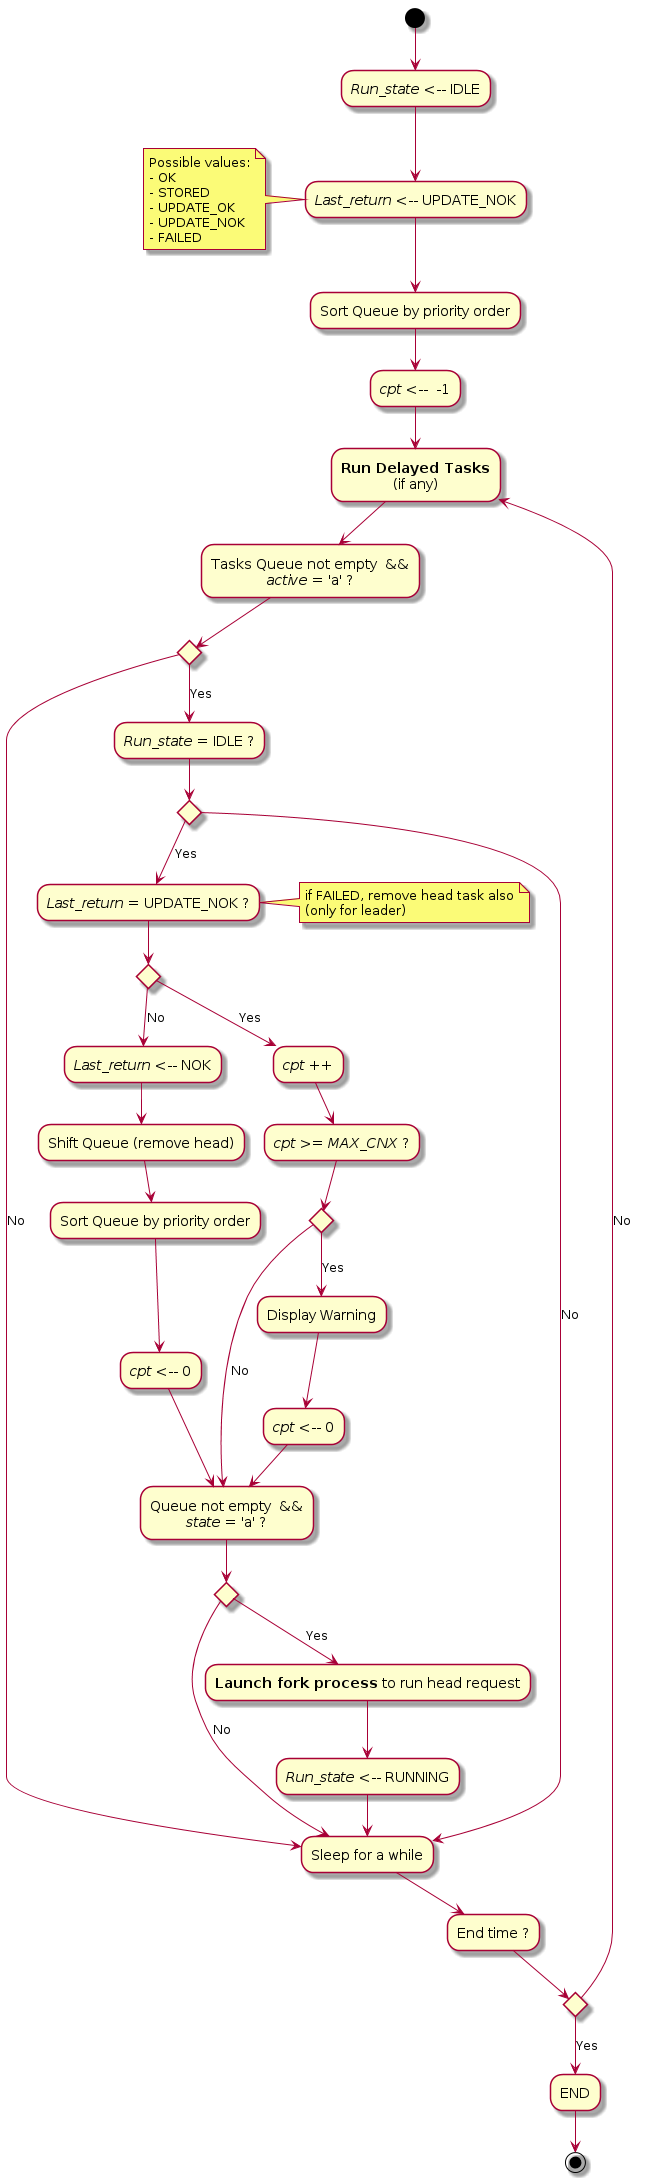 Run_state <-- IDLE
Possible values:
- OK
- STORED
- UPDATE_OK
- UPDATE_NOK
- FAILED
Last_return <-- UPDATE_NOK
Sort Queue by priority order
cpt <-- -1
Run Delayed Tasks
(if any)
Tasks Queue not empty &&
active = 'a' ?
Yes
Run_state = IDLE ?
Yes
Last_return = UPDATE_NOK ?
if FAILED, remove head task also
(only for leader)
No
Yes
Last_return <-- NOK
cpt ++
Shift Queue (remove head)
cpt >= MAX_CNX ?
Sort Queue by priority order
No
No
Yes
Display Warning
No
cpt <-- 0
No
cpt <-- 0
Queue not empty &&
state = 'a' ?
Yes
Launch fork process to run head request
No
Run_state <-- RUNNING
Sleep for a while
End time ?
Yes
END